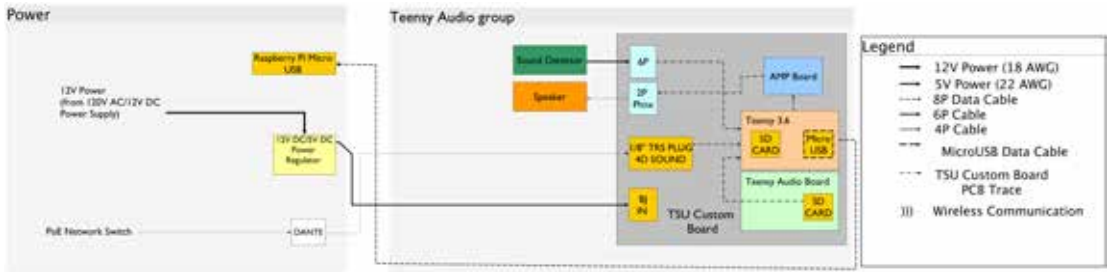 Power
Teensy Audio group
Raspberry Pi Micro
USB
12V Power
(from 120V AC/12V DC
Power Supply)
12V DC/5V DC
Power
Regulator
PoE Network Switch
DANTE
Sound Detector
Speaker
6P
2P
Phox
AMP Board
Teensy 3.6
SD
CARD
Micro
USB
1/8" TRS PLUG
4D SOUND
BJ
IN
Teensy Audio Board
SD
CARD
TSU Custom
Board
Legend
12V Power (18 AWG)
5V Power (22 AWG)
8P Data Cable
6P Cable
4P Cable
MicroUSB Data Cable
TSU Custom Board
PCB Trace
))) Wireless Communication